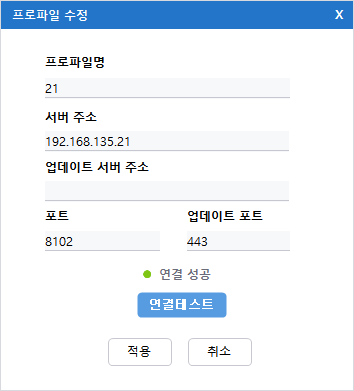 프로파일 수정 X
프로파일명
21
서버 주소
192.168.135.21
업데이트 서버 주소
포트 업데이트 포트
8102 443
연결 성공
연결테스트
적용 취소